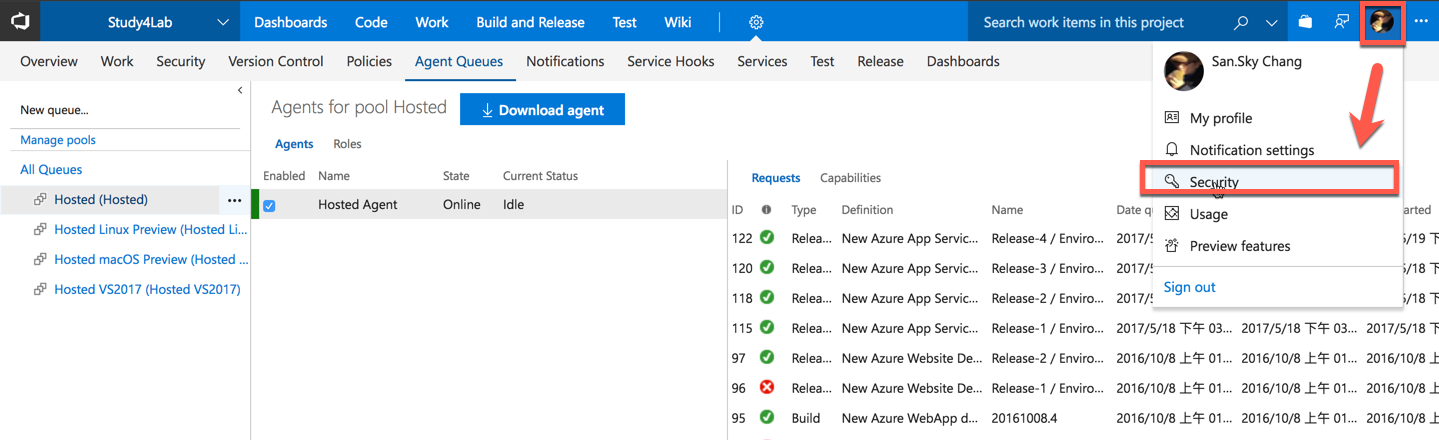 Study4Lab Dashboards Code Work Build and Release Test Wiki Search work items in this project
Overview Work Security Version Control Policies Agent Queues Notifications Service Hooks Services Test Release Dashboards
San.Sky Chang
My profile
Notification settings
Security
Usage
Preview features
Sign out
New queue...
Manage pools
All Queues
Hosted (Hosted)
Hosted Linux Preview (Hosted Li...
Hosted macOS Preview (Hosted ...
Hosted VS2017 (Hosted VS2017)
Agents for pool Hosted Download agent
Agents Roles
Enabled Name State Current Status
Hosted Agent Online Idle
Requests Capabilities
ID Type Definition Name Date qu tarted
122 Relea... New Azure App Servic... Release-4 / Enviro... 2017/5 5/19 下
120 Relea... New Azure App Servic... Release-3 / Enviro... 2017/5 5/18 下
118 Relea... New Azure App Servic... Release-2 / Enviro... 2017/5 5/18 下
115 Relea... New Azure App Servic... Release-1 / Enviro... 2017/5/18 下午 03... 2017/5/18 下午 03... 2017/5/18 下
97 Relea... New Azure Website De... Release-2 / Enviro... 2016/10/8 上午 01... 2016/10/8 上午 01... 2016/10/8 上
96 Relea... New Azure Website De... Release-1 / Enviro... 2016/10/8 上午 01... 2016/10/8 上午 01... 2016/10/8 上
95 Build New Azure WebApp d... 20161008.4 2016/10/8 上午 01... 2016/10/8 上午 01... 2016/10/8 上